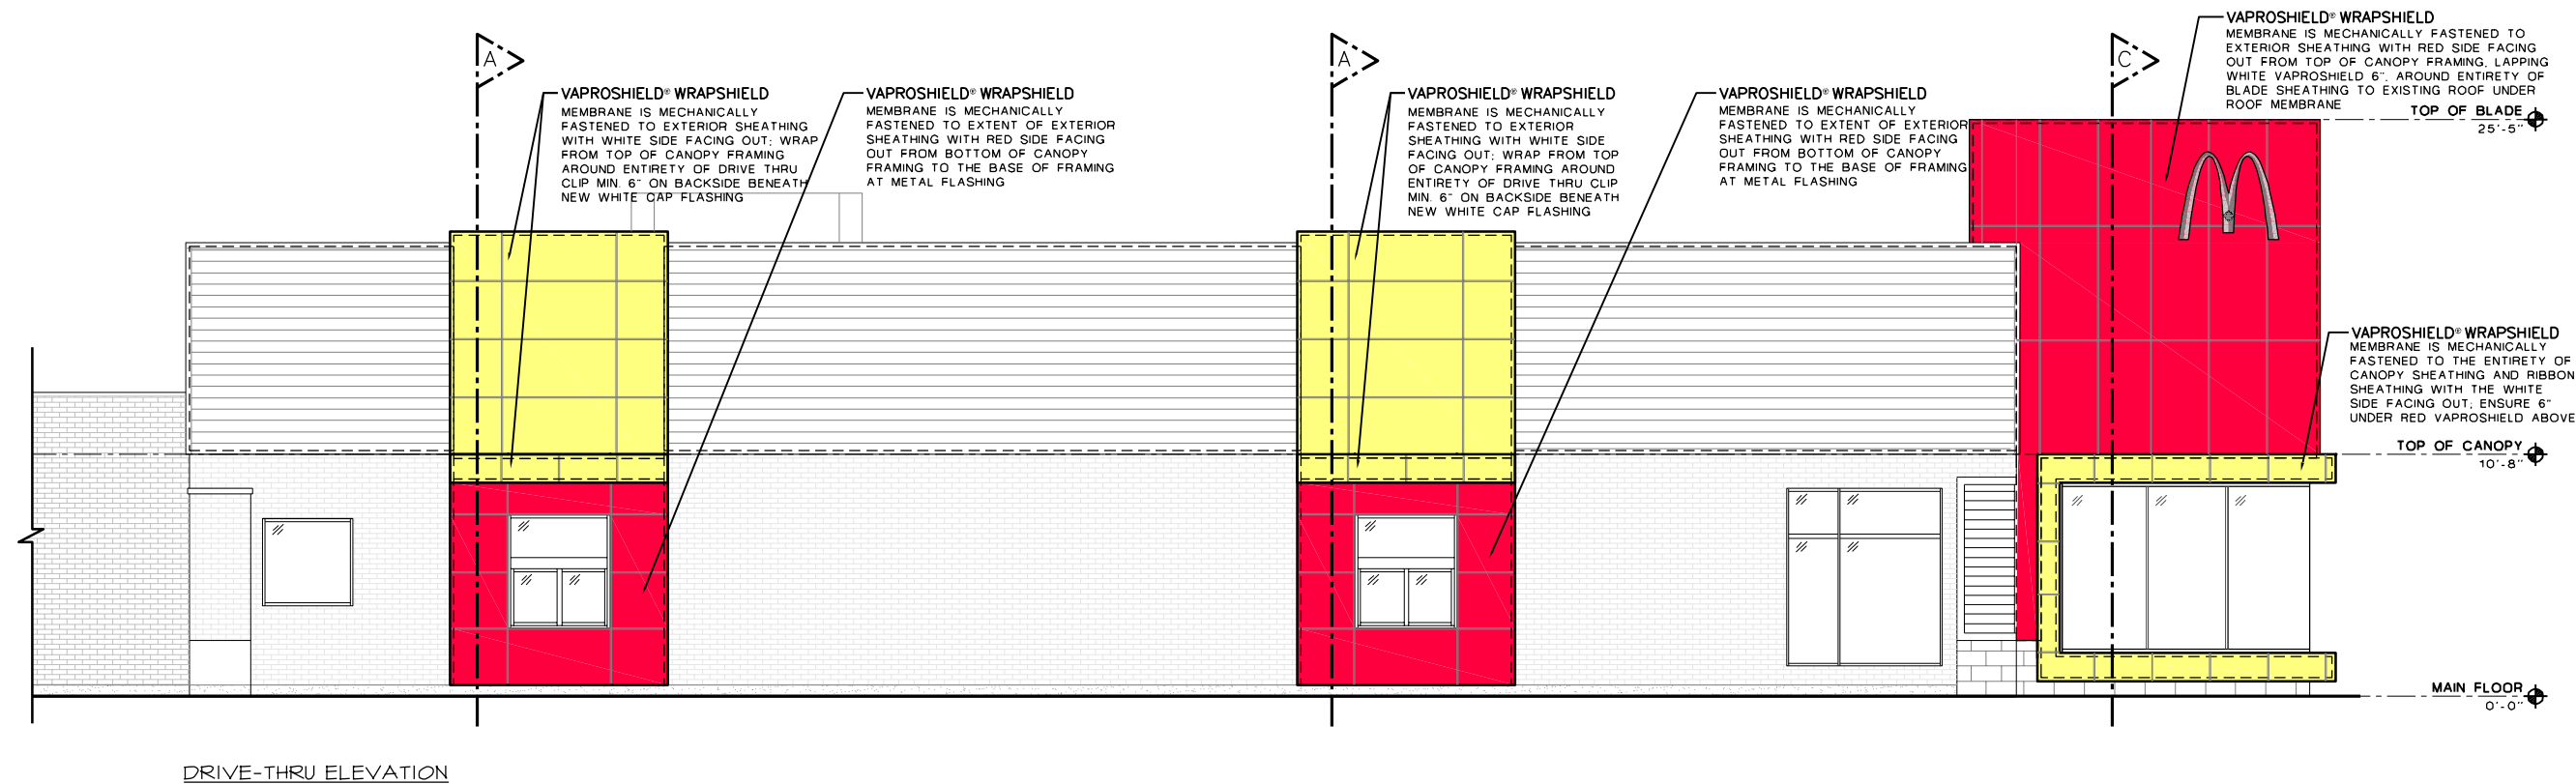 A
VAPROSHIELD® WRAPSHIELD
MEMBRANE IS MECHANICALLY
FASTENED TO EXTERIOR SHEATHING
WITH WHITE SIDE FACING OUT; WRAP
FROM TOP OF CANOPY FRAMING
AROUND ENTIRETY OF DRIVE THRU
CLIP MIN. 6" ON BACKSIDE BENEATH
NEW WHITE CAP FLASHING
VAPROSHIELD® WRAPSHIELD
MEMBRANE IS MECHANICALLY
FASTENED TO EXTENT OF EXTERIOR
SHEATHING WITH RED SIDE FACING
OUT FROM BOTTOM OF CANOPY
FRAMING TO THE BASE OF FRAMING
AT METAL FLASHING
A
VAPROSHIELD® WRAPSHIELD
MEMBRANE IS MECHANICALLY
FASTENED TO EXTERIOR
SHEATHING WITH WHITE SIDE
FACING OUT; WRAP FROM TOP
OF CANOPY FRAMING AROUND
ENTIRETY OF DRIVE THRU CLIP
MIN. 6" ON BACKSIDE BENEATH
NEW WHITE CAP FLASHING
VAPROSHIELD® WRAPSHIELD
MEMBRANE IS MECHANICALLY
FASTENED TO EXTENT OF EXTERIOR
SHEATHING WITH RED SIDE FACING
OUT FROM BOTTOM OF CANOPY
FRAMING TO THE BASE OF FRAMING
AT METAL FLASHING
C
VAPROSHIELD® WRAPSHIELD
MEMBRANE IS MECHANICALLY FASTENED TO
EXTERIOR SHEATHING WITH RED SIDE FACING
OUT FROM TOP OF CANOPY FRAMING, LAPPING
WHITE VAPROSHIELD 6", AROUND ENTIRETY OF
BLADE SHEATHING TO EXISTING ROOF UNDER
ROOF MEMBRANE
TOP OF BLADE
25'-5"
VAPROSHIELD® WRAPSHIELD
MEMBRANE IS MECHANICALLY
FASTENED TO THE ENTIRETY OF
CANOPY SHEATHING AND RIBBON
SHEATHING WITH THE WHITE
SIDE FACING OUT; ENSURE 6"
UNDER RED VAPROSHIELD ABOVE
TOP OF CANOPY
10'-8"
MAIN FLOOR
0'-0"
DRIVE-THRU ELEVATION